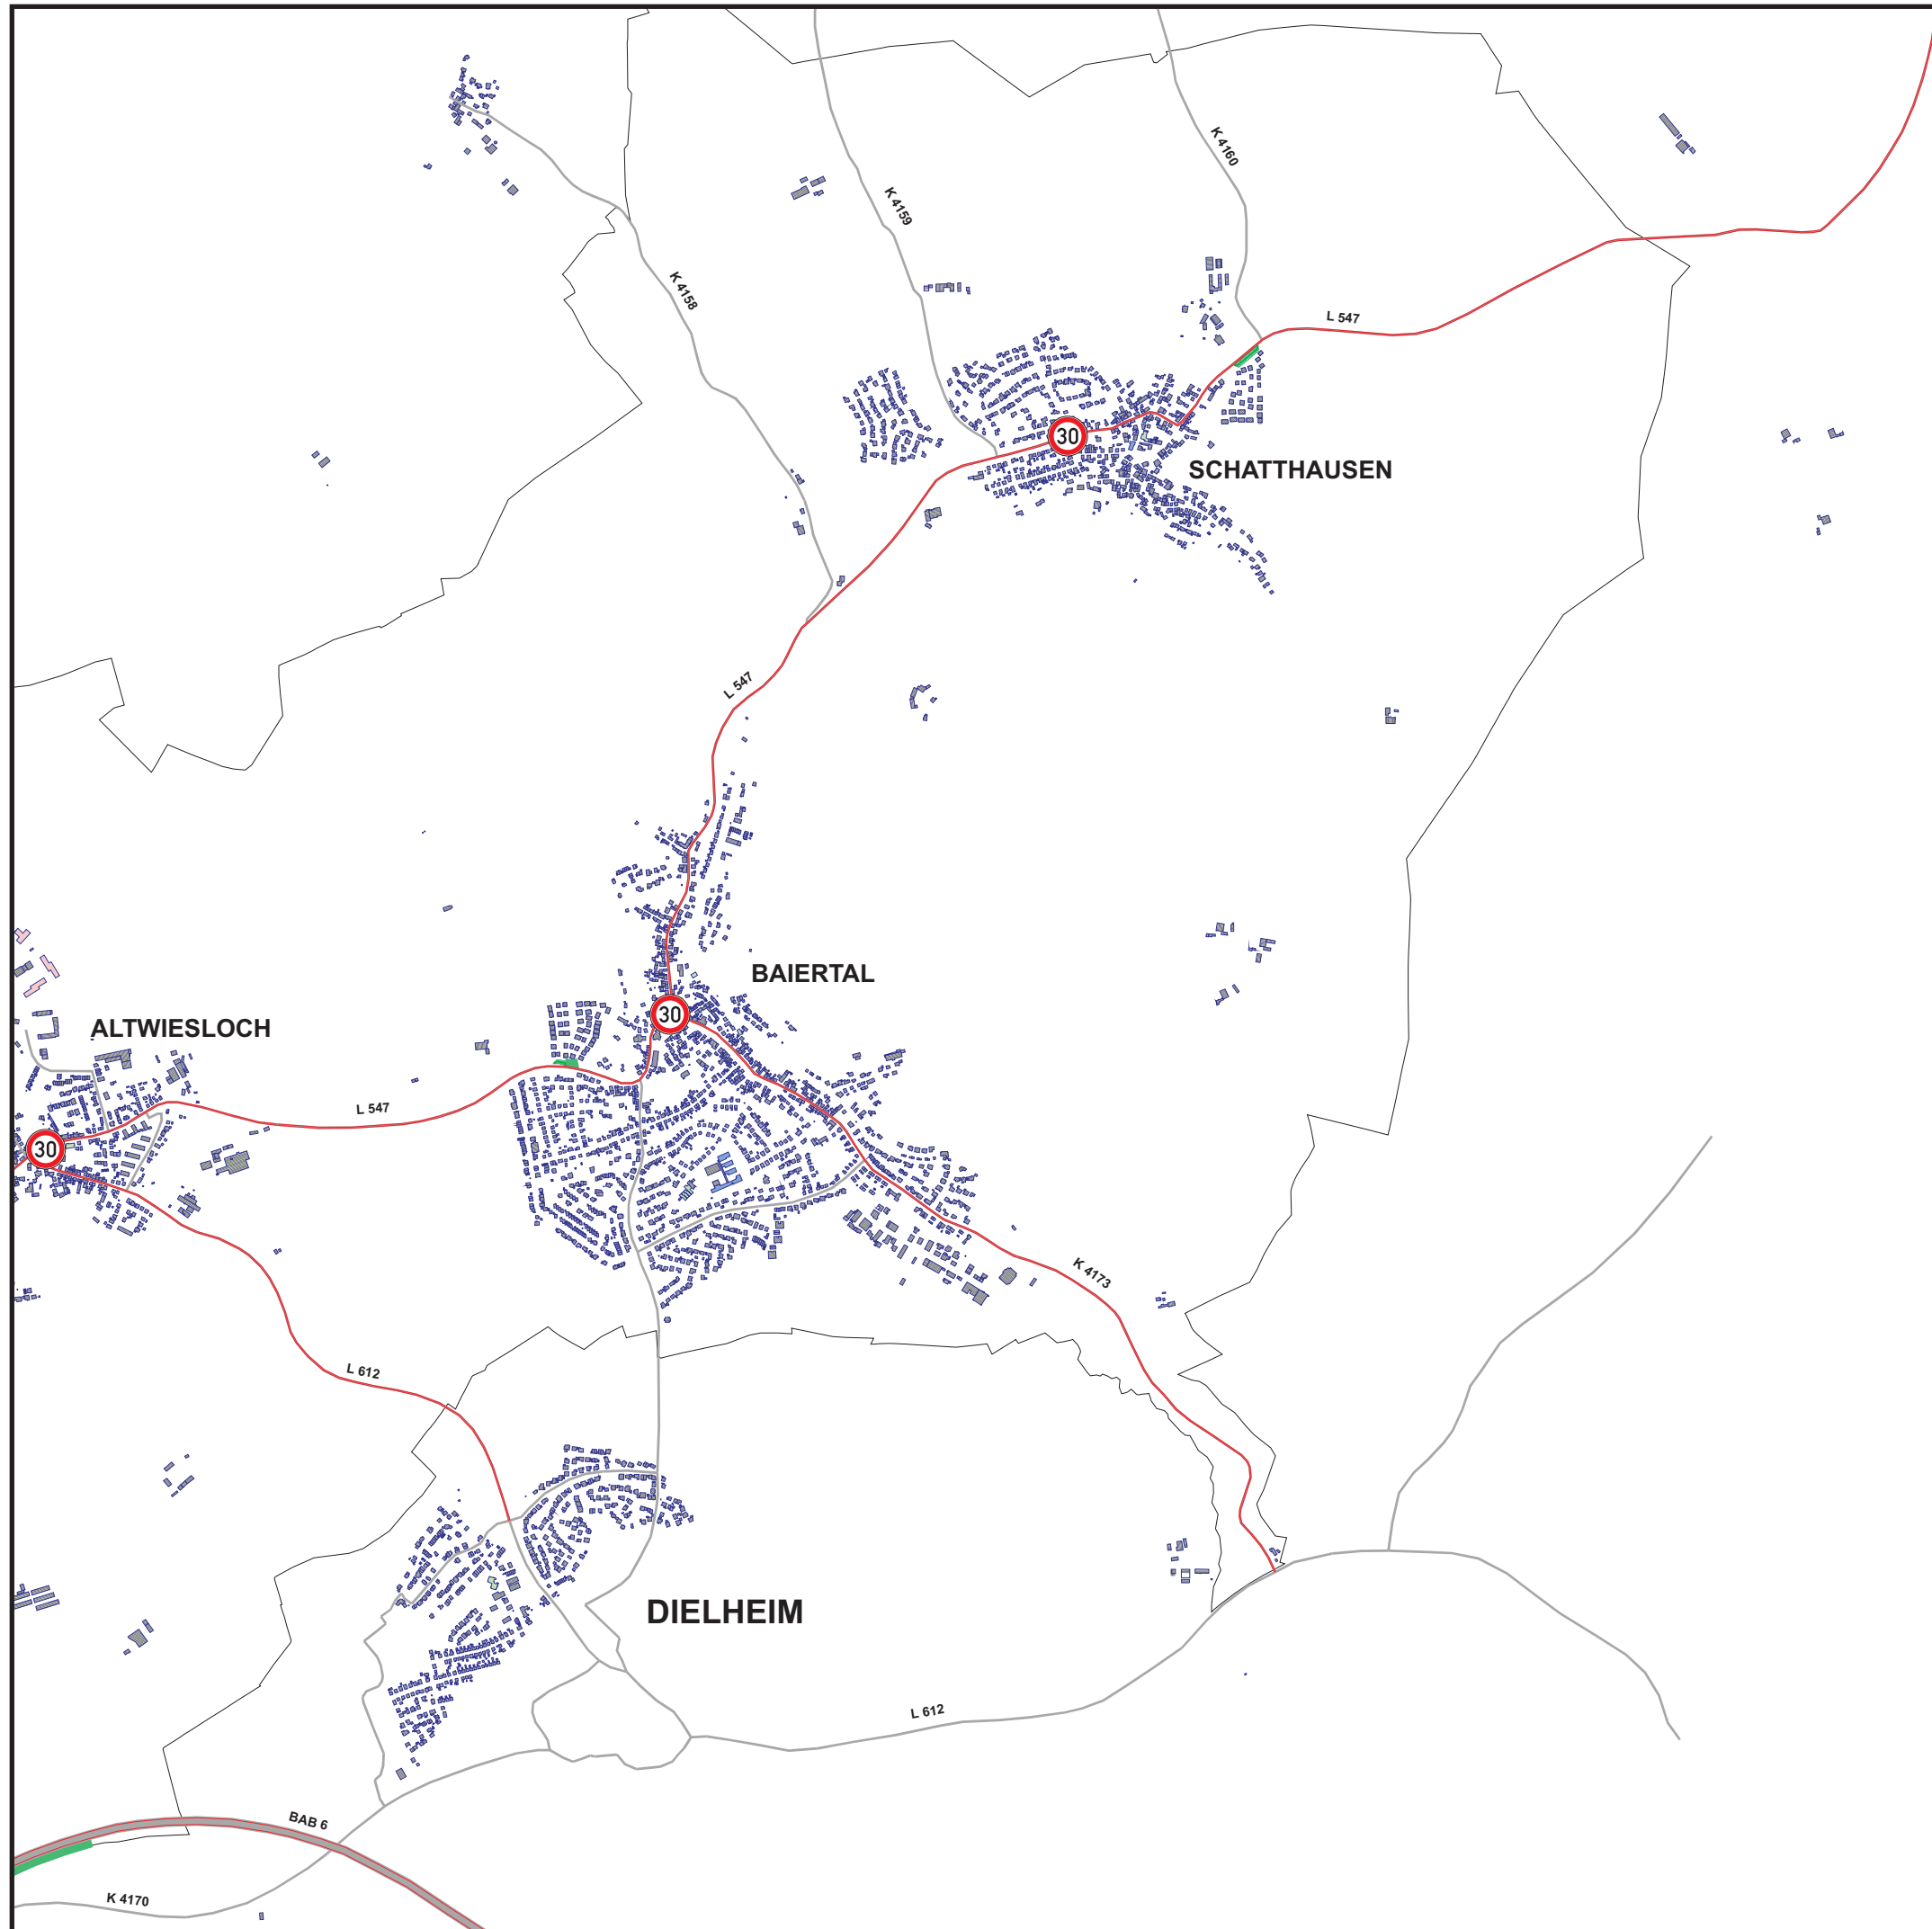 K 4160
K 4159
K 4158
L 547
30
SCHATTHAUSEN
L 547
BAIERTAL
30
ALTWIESLOCH
L 547
30
K 4173
L 612
DIELHEIM
L 612
BAB 6
K 4170